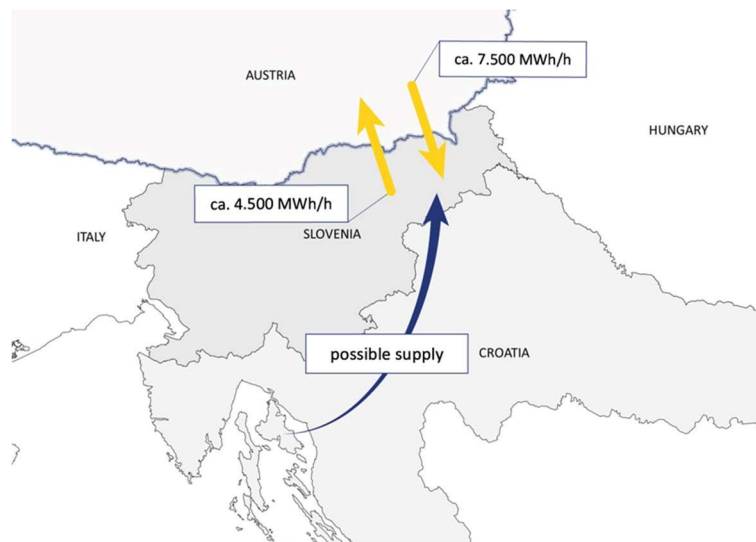 ca. 7.500 MWh/h
AUSTRIA
HUNGARY
ca. 4.500 MWh/h
SLOVENIA
ITALY
possible supply
CROATIA